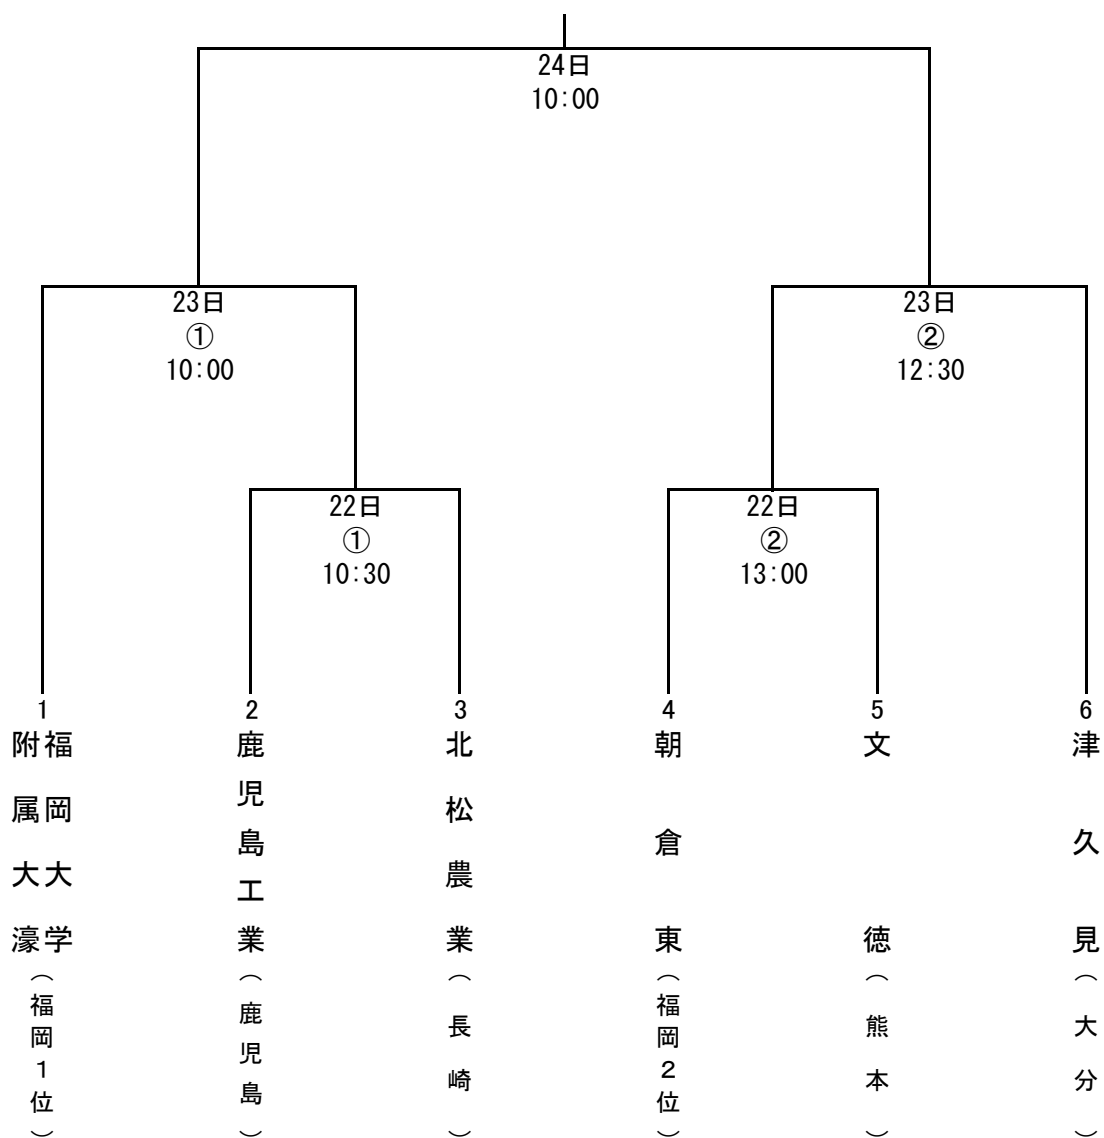 24日
10:00
23日
①
10:00
23日
②
12:30
22日
①
10:30
22日
②
13:00
1
福岡大学
附属大濠
（福岡1位）
2
鹿児島工業（鹿児島）
3
北松農業（長崎）
4
朝倉東（福岡2位）
5
文徳（熊本）
6
津久見（大分）